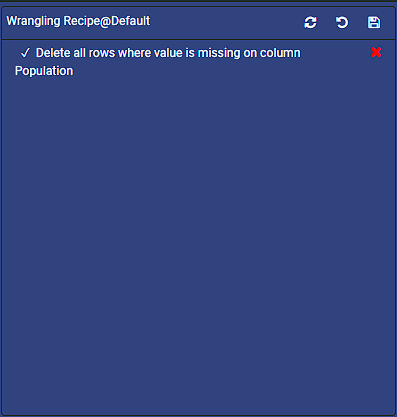 Wrangling Recipe@Default
✓ Delete all rows where value is missing on column
Population